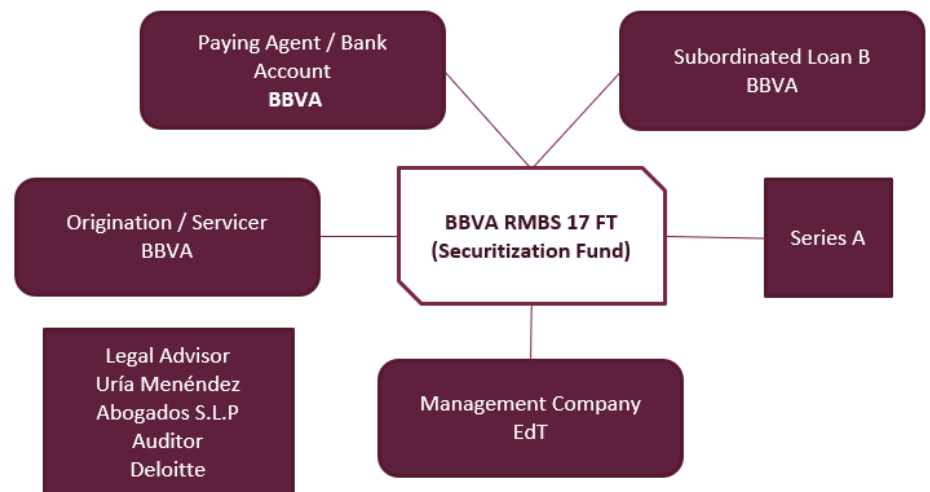 Paying Agent / Bank
Account
BBVA
Subordinated Loan B
BBVA
Origination / Servicer
BBVA
BBVA RMBS 17 FT
(Securitization Fund)
Series A
Legal Advisor
Uría Menéndez
Abogados S.L.P
Auditor
Deloitte
Management Company
EdT